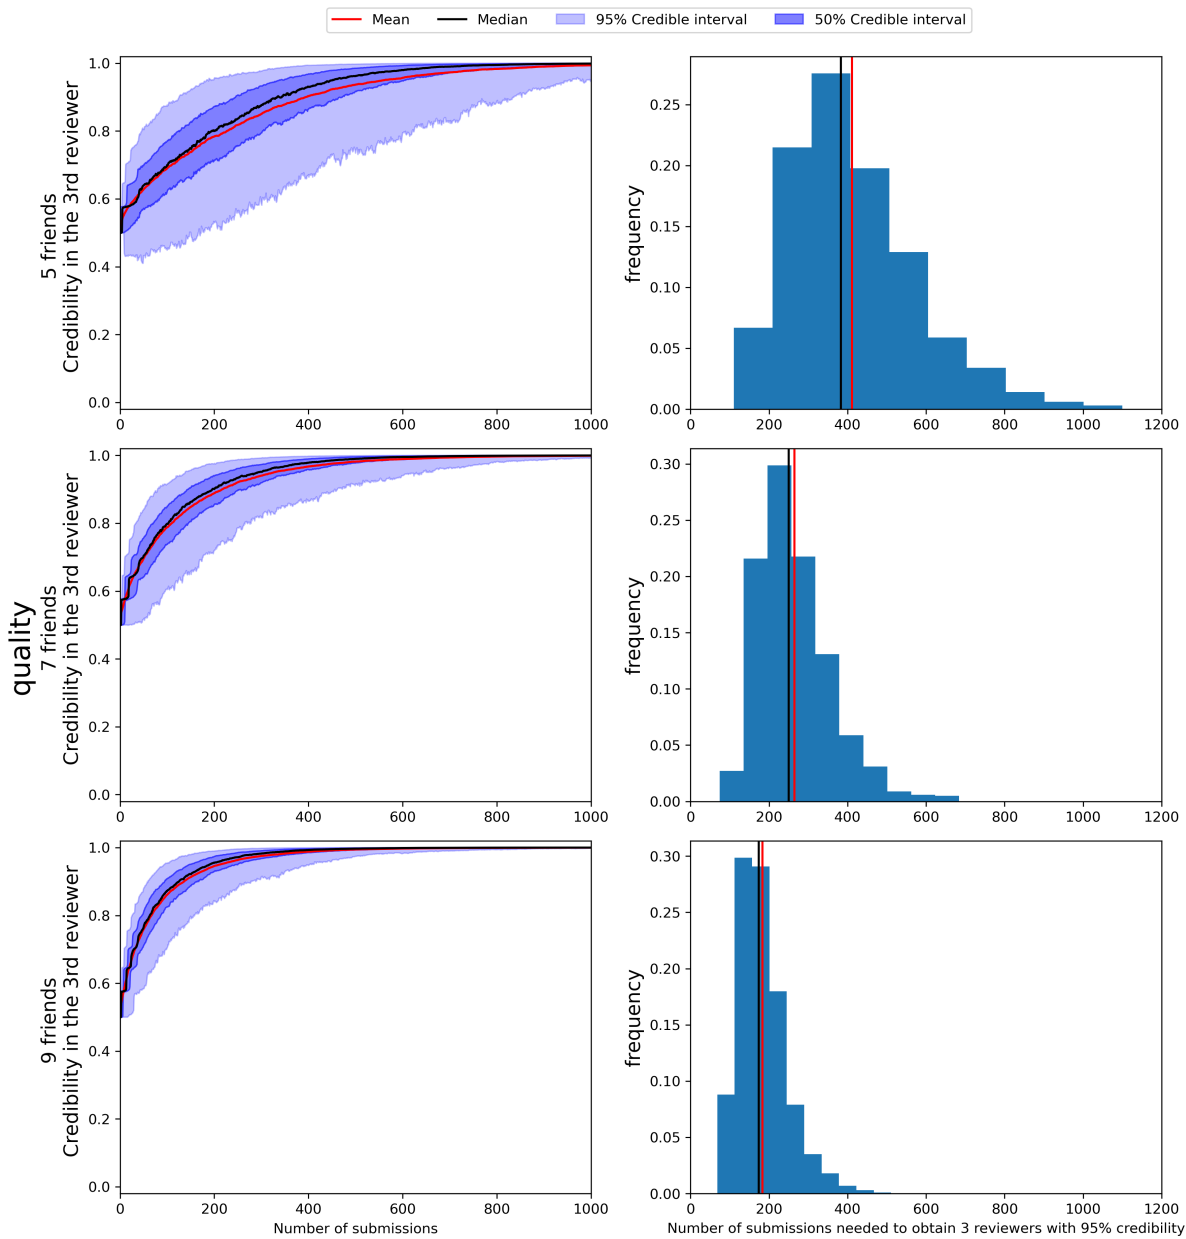 Mean Median 95% Credible interval 50% Credible interval
quality
5 friends
Credibility in the 3rd reviewer
1.0
0.8
0.6
0.4
0.2
0.0
0 200 400 600 800 1000
frequency
0.25
0.20
0.15
0.10
0.05
0.00
0 200 400 600 800 1000 1200
7 friends
Credibility in the 3rd reviewer
1.0
0.8
0.6
0.4
0.2
0.0
0 200 400 600 800 1000
frequency
0.30
0.25
0.20
0.15
0.10
0.05
0.00
0 200 400 600 800 1000 1200
9 friends
Credibility in the 3rd reviewer
1.0
0.8
0.6
0.4
0.2
0.0
0 200 400 600 800 1000
Number of submissions
frequency
0.30
0.25
0.20
0.15
0.10
0.05
0.00
0 200 400 600 800 1000 1200
Number of submissions needed to obtain 3 reviewers with 95% credibility